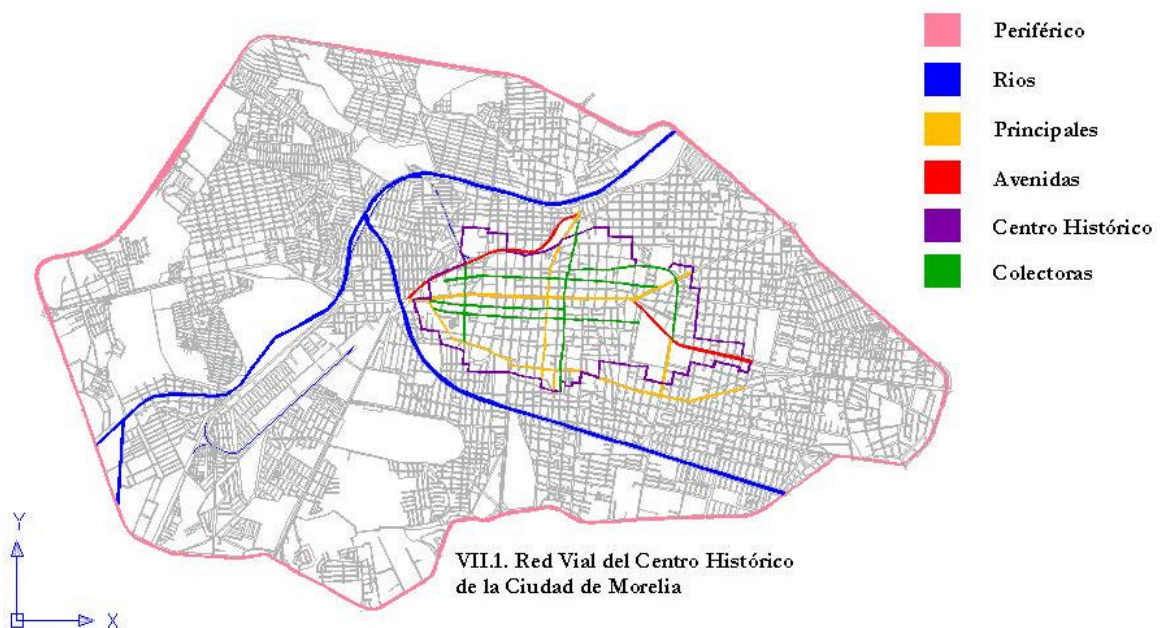 Periférico
Rios
Principales
Avenidas
Centro Histórico
Colectoras
VII.1. Red Vial del Centro Histórico
de la Ciudad de Morelia
Y
X